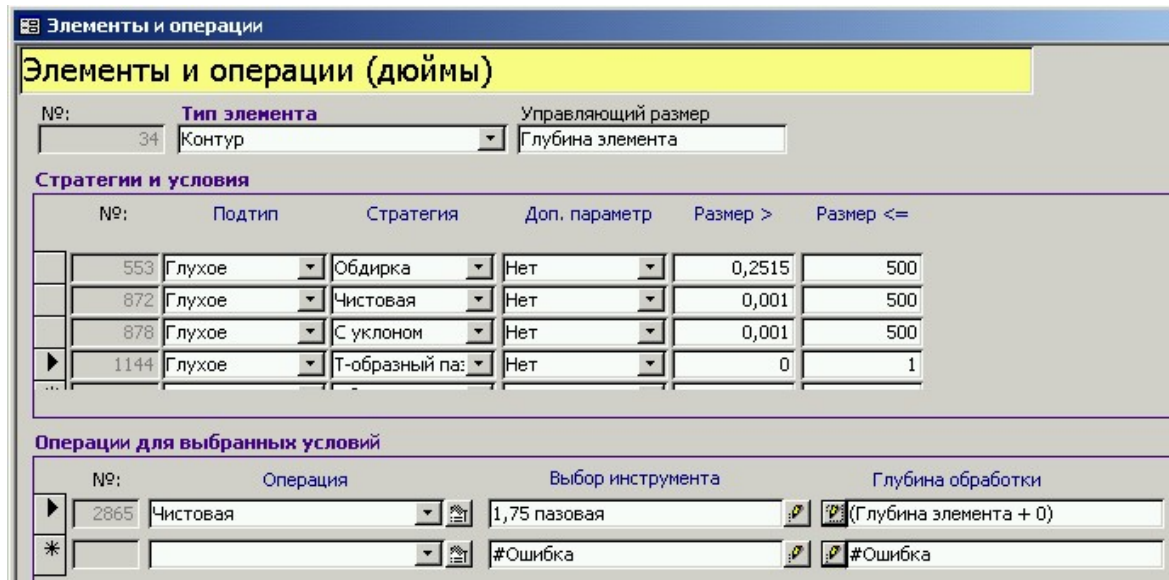 Элементы и операции
Элементы и операции (дюймы)
№: Тип элемента Управляющий размер
34 Контур Глубина элемента
Стратегии и условия
№: Подтип Стратегия Доп. параметр Размер > Размер <=
553 Глухое Обдирка Нет 0,2515 500
872 Глухое Чистовая Нет 0,001 500
878 Глухое С уклоном Нет 0,001 500
1144 Глухое Т-образный паз Нет 0 1
Операции для выбранных условий
№: Операция Выбор инструмента Глубина обработки
2865 Чистовая 1,75 пазовая (Глубина элемента + 0)
#Ошибка #Ошибка